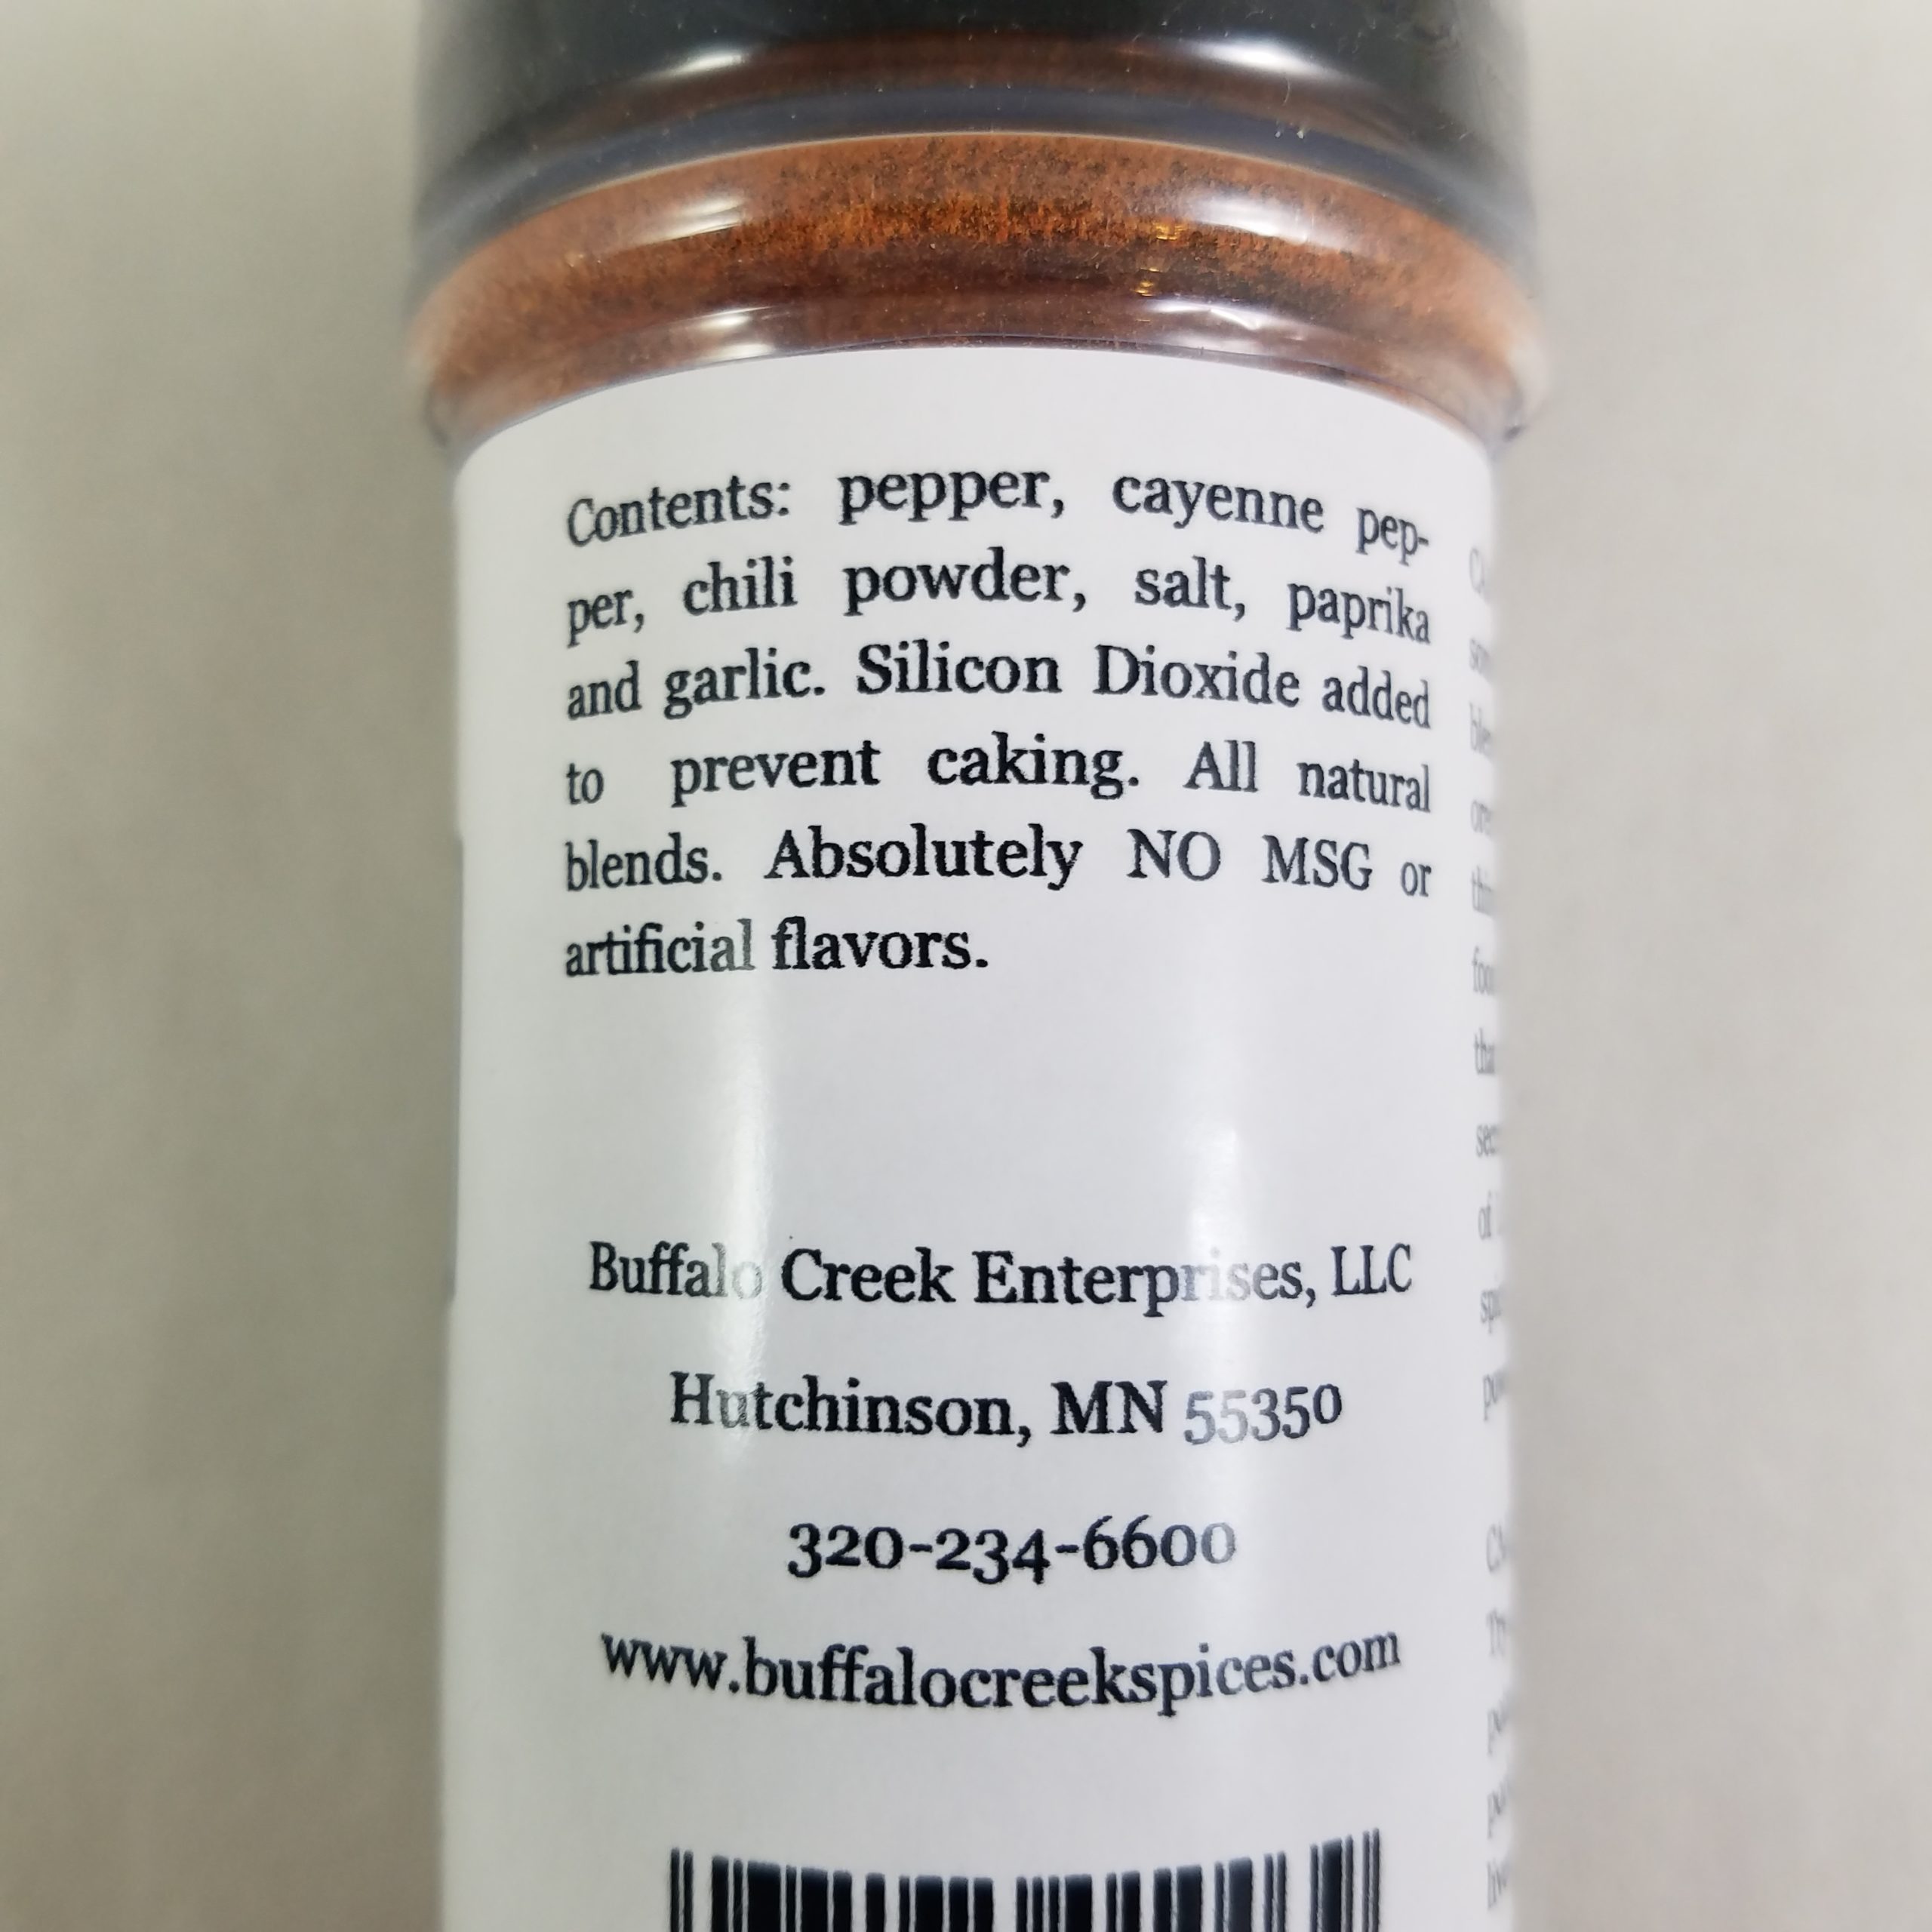 Contents: pepper, cayenne pep-
per, chili powder, salt, paprika
and garlic. Silicon Dioxide added
to prevent caking. All natural
blends. Absolutely NO MSG or
artificial flavors.
Buffalo Creek Enterprises, LLC
Hutchinson, MN 55350
320-234-6600
www.buffalocreekspices.com